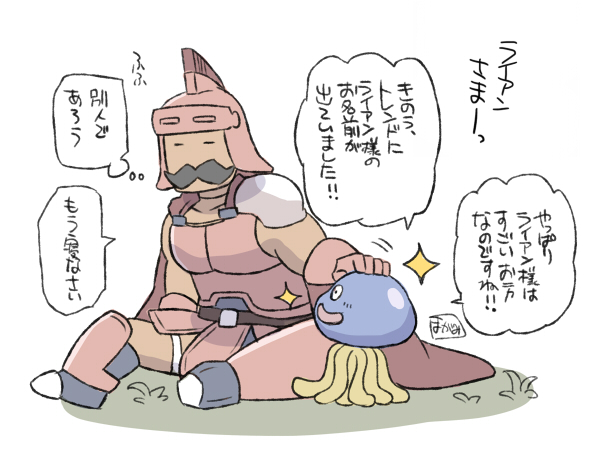 ライアン
さまーっ
きのう、
トレンドに
ライアン様の
お名前が
出ていました!!
やっぱり
ライアン様は
すごいお方
なのですね!!
ふふ
別人で
あろう
もう寝なさい